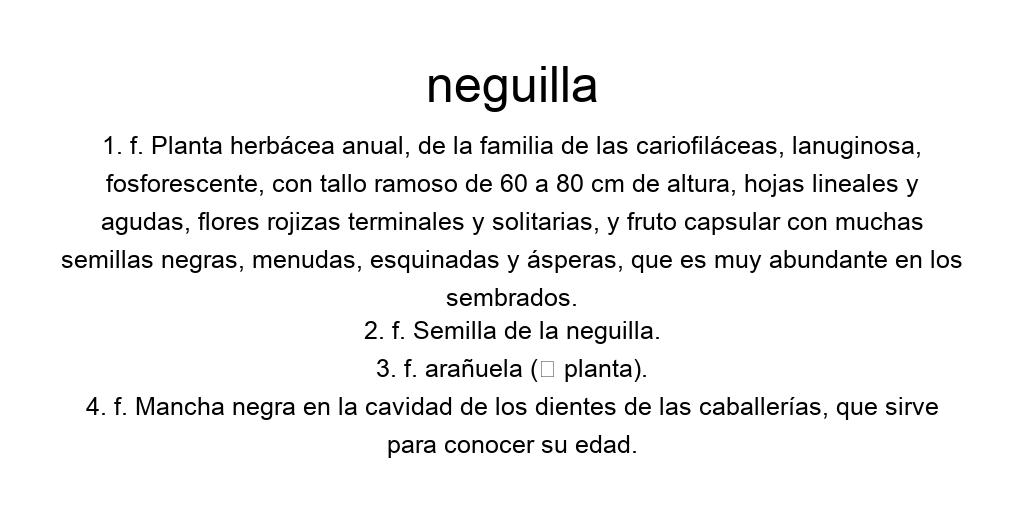 neguilla
1. f. Planta herbácea anual, de la familia de las cariofiláceas, lanuginosa,
fosforescente, con tallo ramoso de 60 a 80 cm de altura, hojas lineales y
agudas, flores rojizas terminales y solitarias, y fruto capsular con muchas
semillas negras, menudas, esquinadas y ásperas, que es muy abundante en los
sembrados.
2. f. Semilla de la neguilla.
3. f. arañuela (▯ planta).
4. f. Mancha negra en la cavidad de los dientes de las caballerías, que sirve
para conocer su edad.